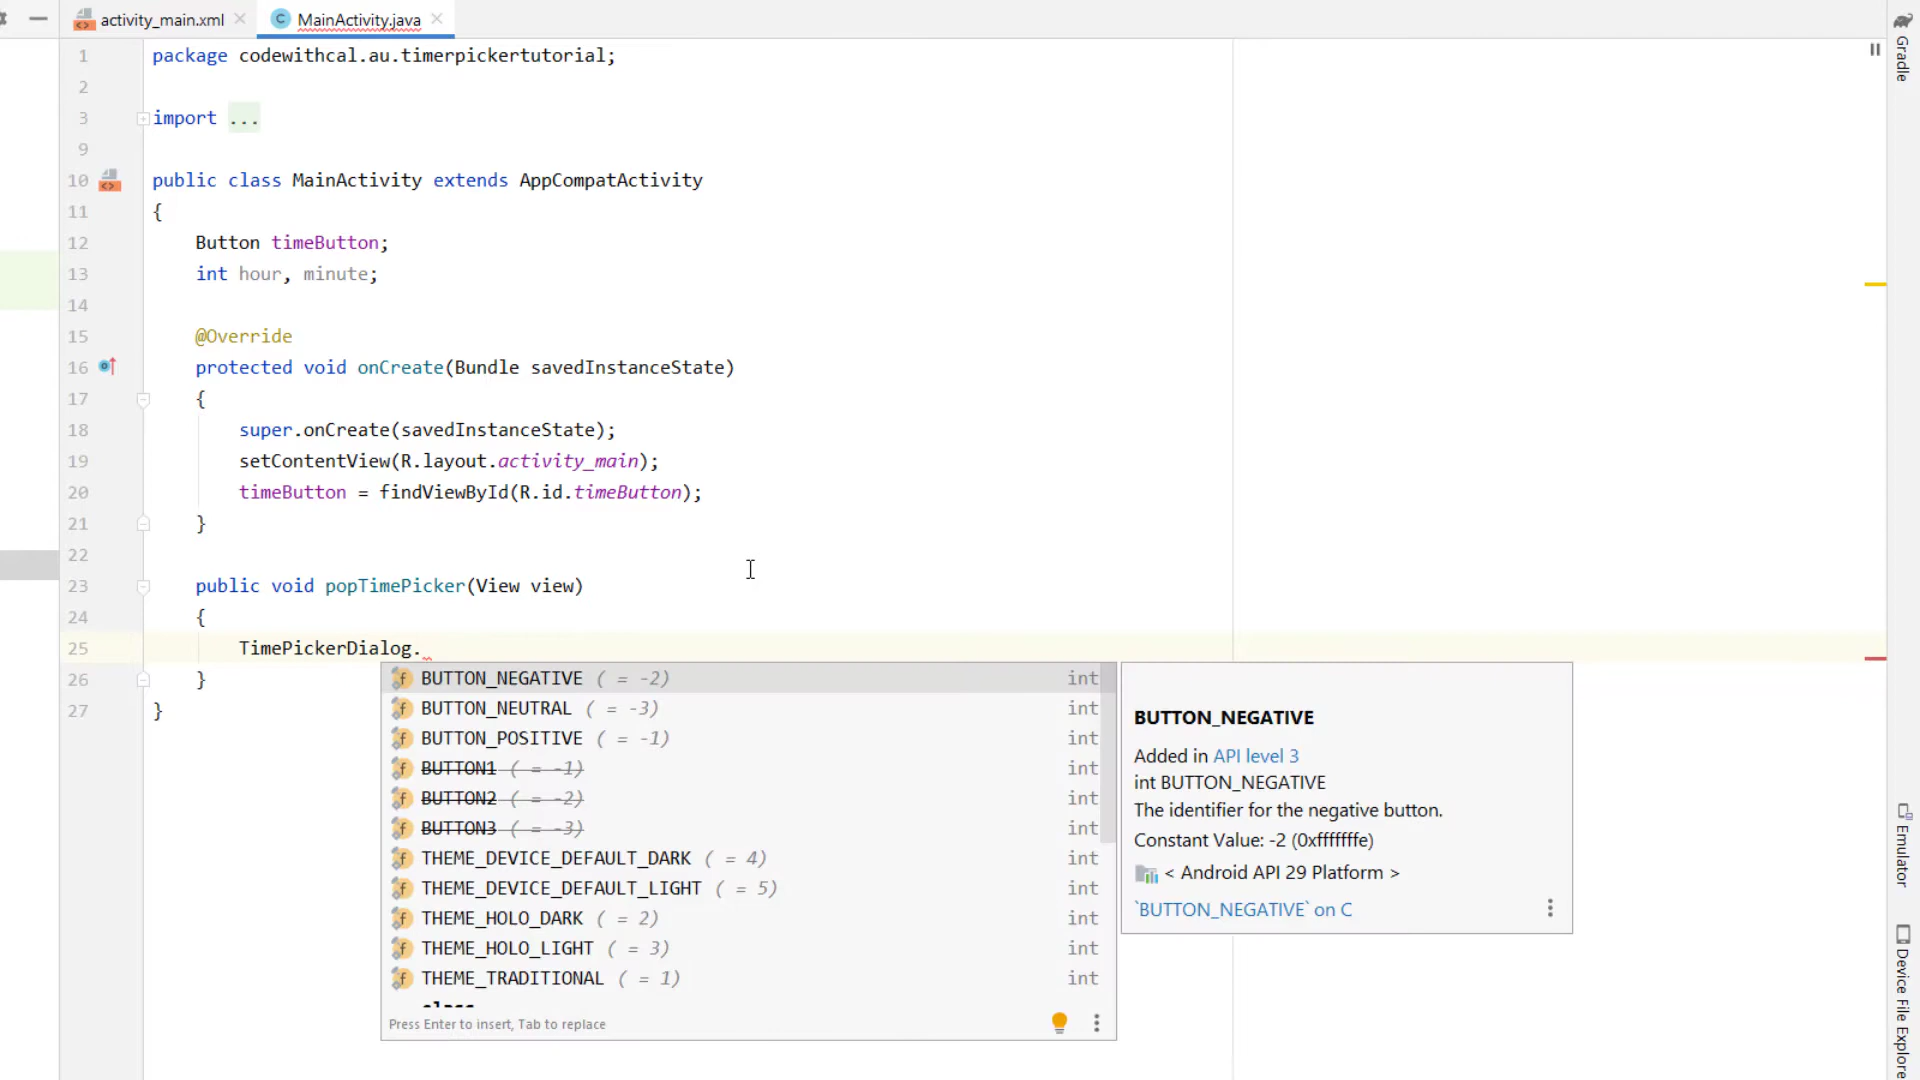 activity_main.xml
MainActivity.java
1 package codewithcal.au.timerpickertutorial;
2
3 import ...
9
10 public class MainActivity extends AppCompatActivity
11 {
12 Button timeButton;
13 int hour, minute;
14
15 @Override
16 protected void onCreate(Bundle savedInstanceState)
17 {
18 super.onCreate(savedInstanceState);
19 setContentView(R.layout.activity_main);
20 timeButton = findViewById(R.id.timeButton);
21 }
22
23 public void popTimePicker(View view)
24 {
25 TimePickerDialog.
26 }
27 }
BUTTON_NEGATIVE ( = -2) int
BUTTON_NEUTRAL ( = -3) int
BUTTON_POSITIVE ( = -1) int
BUTTON1 ( = -1) int
BUTTON2 ( = -2) int
BUTTON3 ( = -3) int
THEME_DEVICE_DEFAULT_DARK ( = 4) int
THEME_DEVICE_DEFAULT_LIGHT ( = 5) int
THEME_HOLO_DARK ( = 2) int
THEME_HOLO_LIGHT ( = 3) int
THEME_TRADITIONAL ( = 1) int
class
Press Enter to insert, Tab to replace
BUTTON_NEGATIVE
Added in API level 3
int BUTTON_NEGATIVE
The identifier for the negative button.
Constant Value: -2 (0xfffffffe)
< Android API 29 Platform >
`BUTTON_NEGATIVE` on C
Gradle
Emulator
Device File Explore